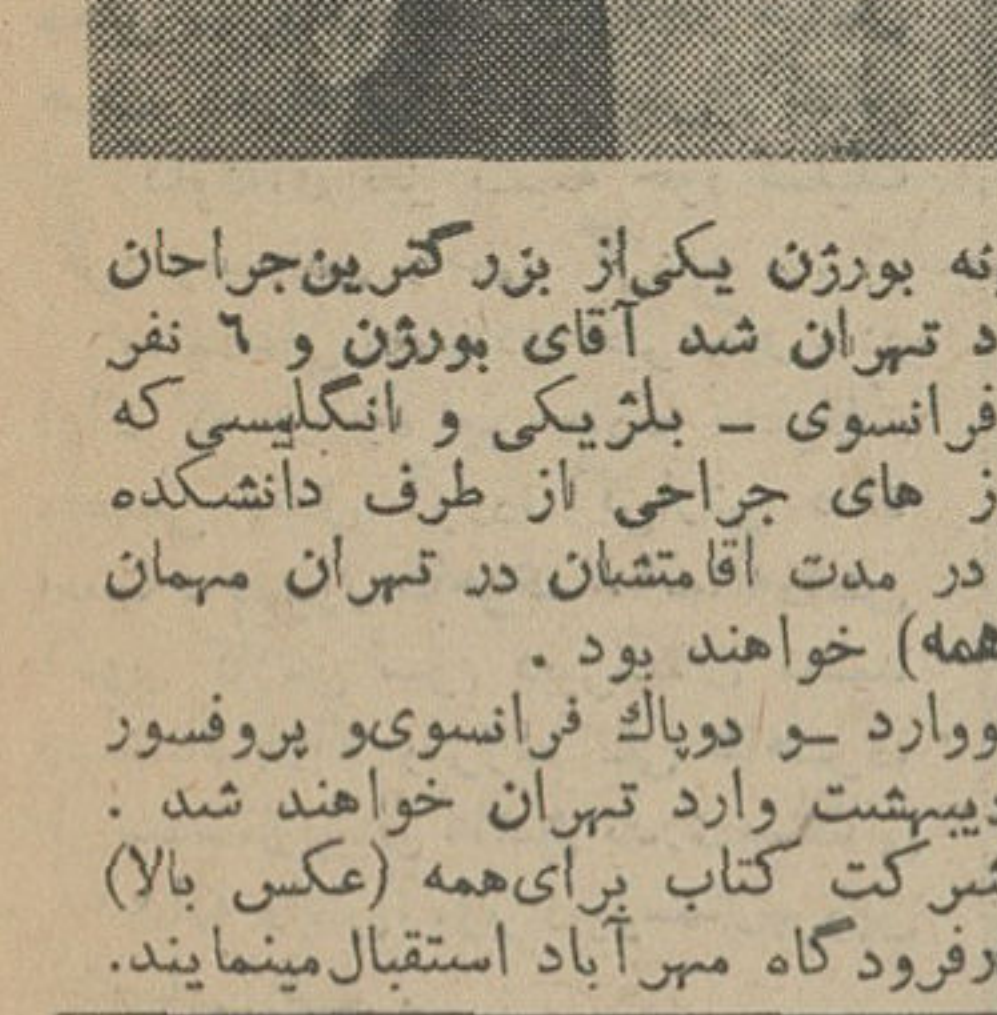 نه بورژن یکی از بزرگترین جراحان
د تهران شد آقای بورژن و ٦ نفر
فرانسوی ـ بلژیکی و انگلیسی که
ز های جراحی از طرف دانشکده
در مدت اقامتشان در تهران مهمان
همه) خواهند بود .
ووارد ـو دوپاك فرانسوی و پروفسور
دیبهشت وارد تهران خواهند شد .
شرکت کتاب برای همه (عکس بالا)
رفرودگاه مهرآباد استقبال مینمایند.